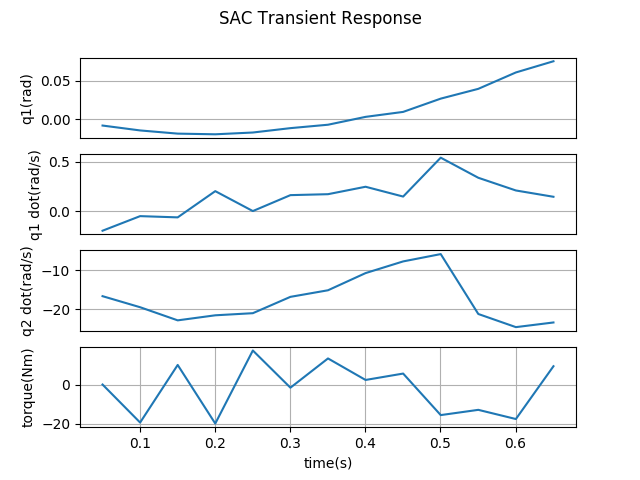 SAC Transient Response
q1(rad)
0.05
0.00
q1 dot(rad/s)
0.5
0.0
q2 dot(rad/s)
−10
−20
torque(Nm)
0
−20
0.1 0.2 0.3 0.4 0.5 0.6
time(s)